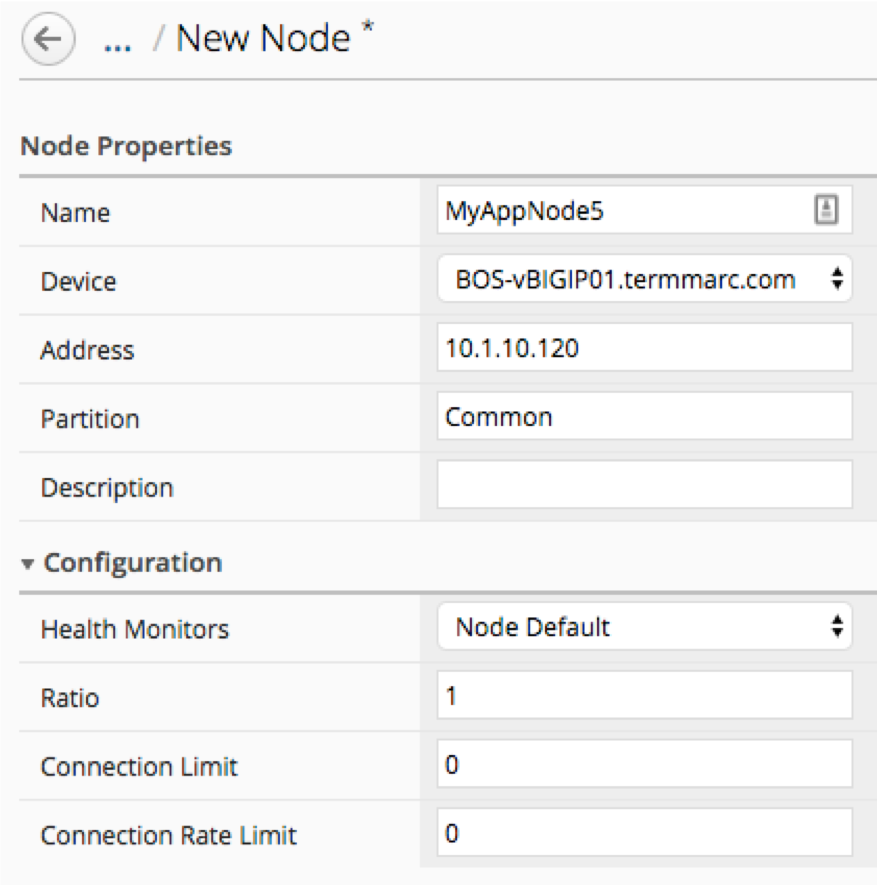 ... / New Node *
Node Properties
Name MyAppNode5
Device BOS-vBIGIP01.termmarc.com
Address 10.1.10.120
Partition Common
Description
Configuration
Health Monitors Node Default
Ratio 1
Connection Limit 0
Connection Rate Limit 0